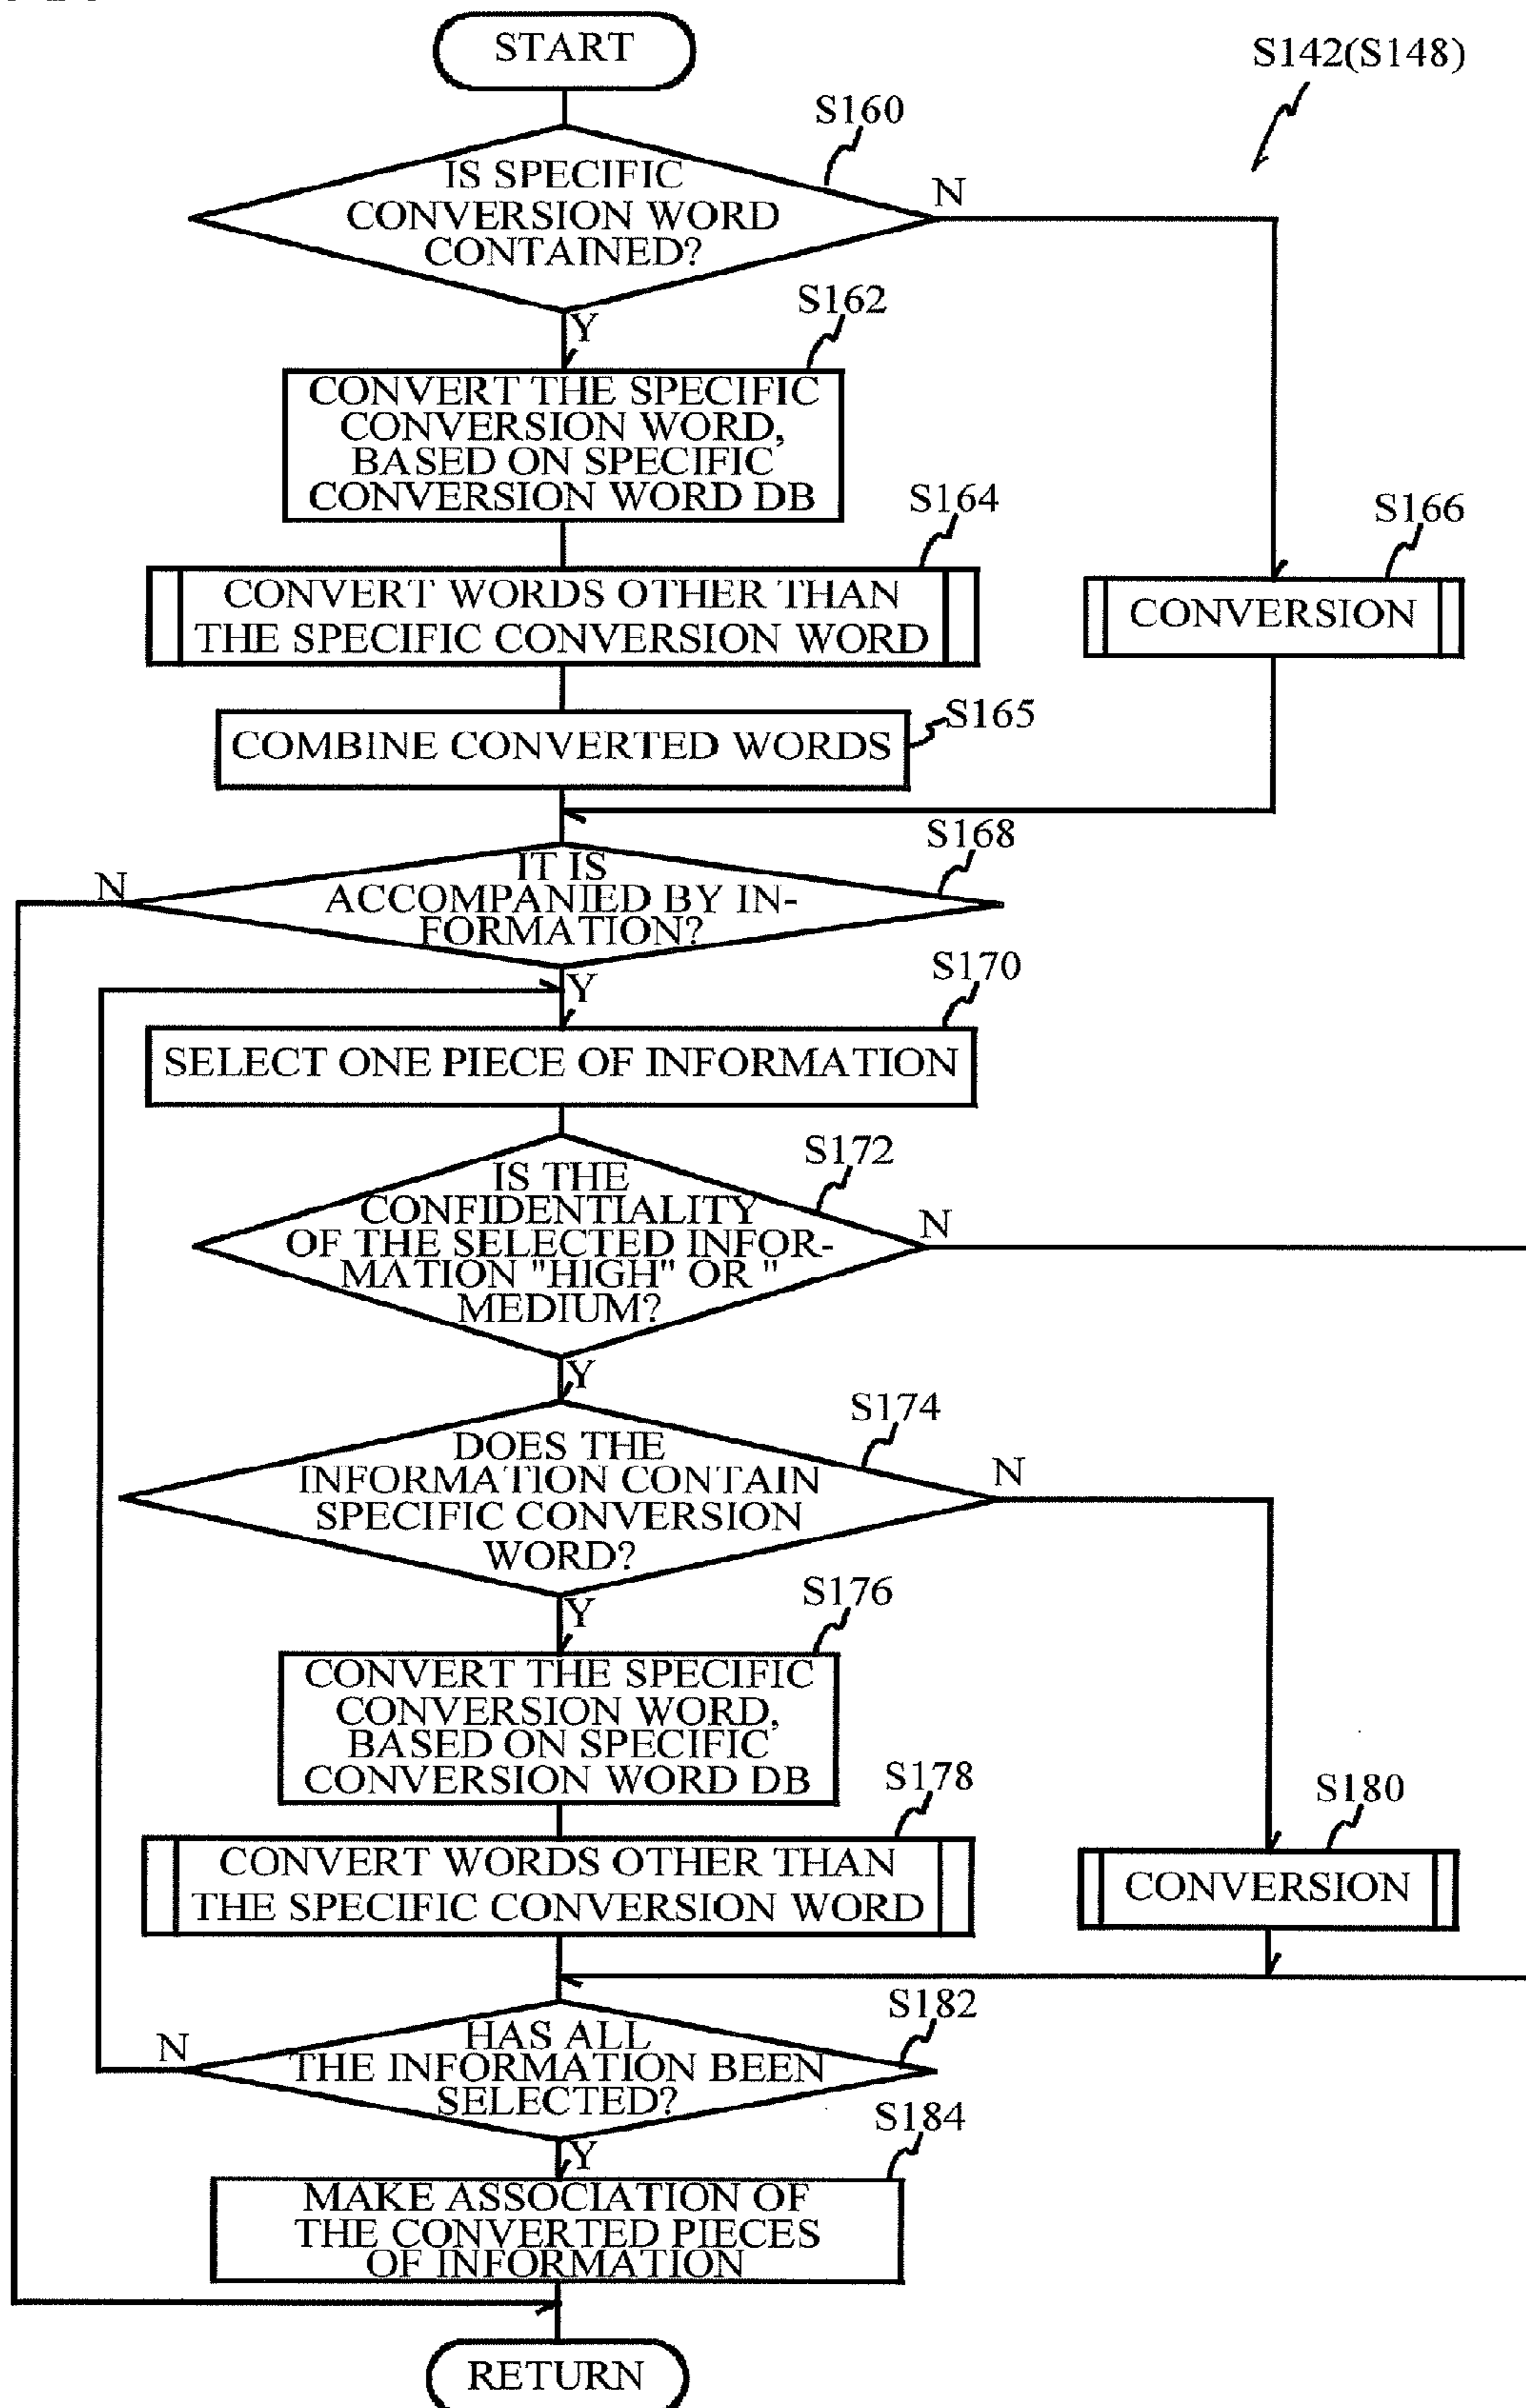 START
S142(S148)
S160
IS SPECIFIC
CONVERSION WORD
CONTAINED?
N
Y
S162
CONVERT THE SPECIFIC
CONVERSION WORD,
BASED ON SPECIFIC
CONVERSION WORD DB
S164
CONVERT WORDS OTHER THAN
THE SPECIFIC CONVERSION WORD
S166
CONVERSION
S165
COMBINE CONVERTED WORDS
S168
IT IS
ACCOMPANIED BY IN-
FORMATION?
N
Y
S170
SELECT ONE PIECE OF INFORMATION
S172
IS THE
CONFIDENTIALITY
OF THE SELECTED INFOR-
MATION "HIGH" OR "
MEDIUM?
N
Y
S174
DOES THE
INFORMATION CONTAIN
SPECIFIC CONVERSION
WORD?
N
Y
S176
CONVERT THE SPECIFIC
CONVERSION WORD,
BASED ON SPECIFIC
CONVERSION WORD DB
S178
CONVERT WORDS OTHER THAN
THE SPECIFIC CONVERSION WORD
S180
CONVERSION
S182
HAS ALL
THE INFORMATION BEEN
SELECTED?
N
Y
S184
MAKE ASSOCIATION OF
THE CONVERTED PIECES
OF INFORMATION
RETURN